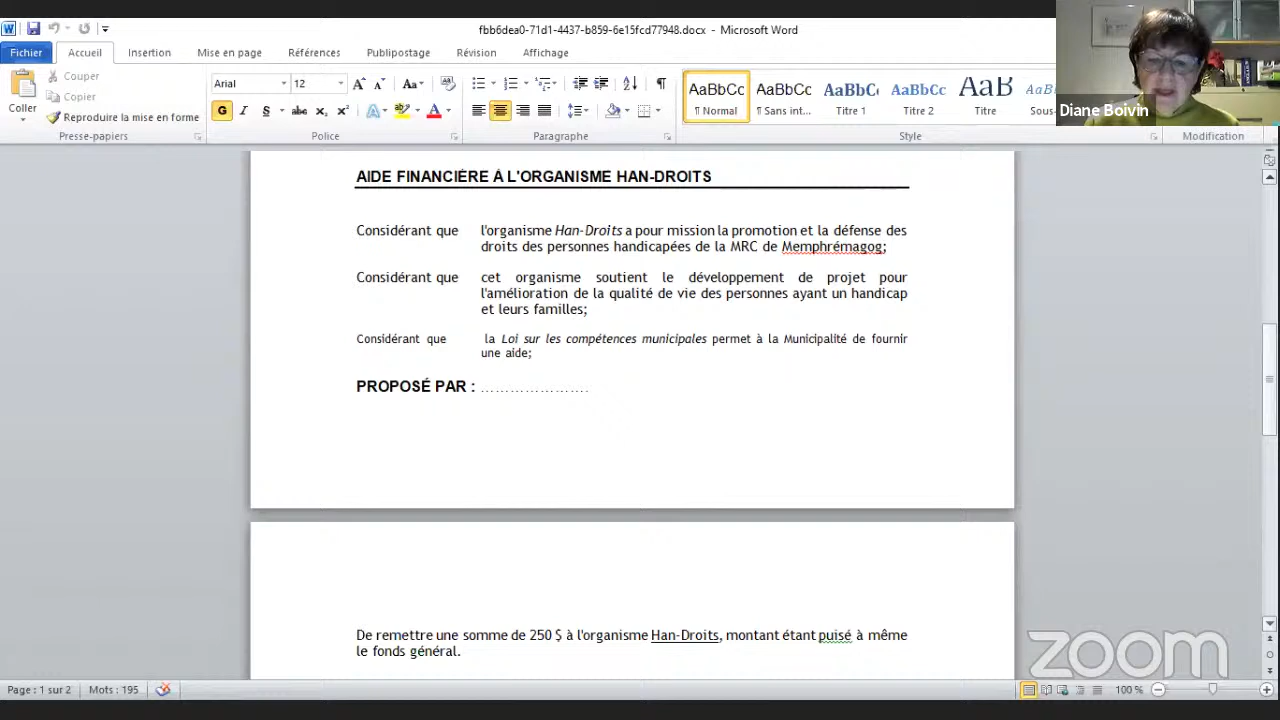 fbb6dea0-71d1-4437-b859-6e15fcd77948.docx - Microsoft Word
Fichier Accueil Insertion Mise en page Références Publipostage Révision Affichage
Coller
Couper
Copier
Reproduire la mise en forme
Presse-papiers
Arial 12
G I S abc x₂ x²
Police
Paragraphe
AaBbCc AaBbCc AaBbC AaBbCc AaB
¶ Normal ¶ Sans int... Titre 1 Titre 2 Titre Sous-
Style
Modification
Diane Boivin
AIDE FINANCIÈRE À L'ORGANISME HAN-DROITS
Considérant que l'organisme Han-Droits a pour mission la promotion et la défense des
droits des personnes handicapées de la MRC de Memphrémagog;
Considérant que cet organisme soutient le développement de projet pour
l'amélioration de la qualité de vie des personnes ayant un handicap
et leurs familles;
Considérant que la Loi sur les compétences municipales permet à la Municipalité de fournir
une aide;
PROPOSÉ PAR : ………………….
De remettre une somme de 250 $ à l'organisme Han-Droits, montant étant puisé à même
le fonds général.
zoom
Page : 1 sur 2 Mots : 195 100 %